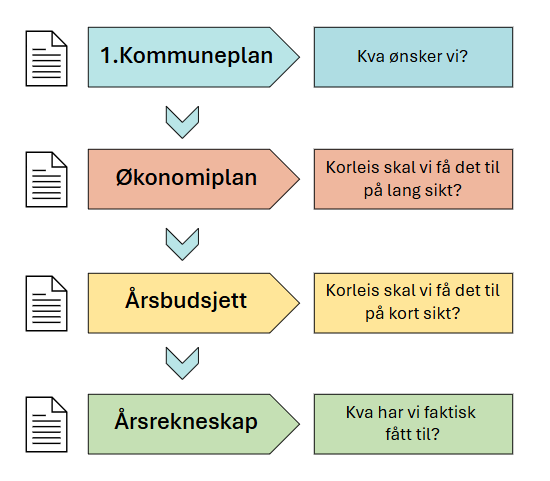 1.Kommuneplan
Kva ønsker vi?
Økonomiplan
Korleis skal vi få det til
på lang sikt?
Årsbudsjett
Korleis skal vi få det til
på kort sikt?
Årsrekneskap
Kva har vi faktisk
fått til?